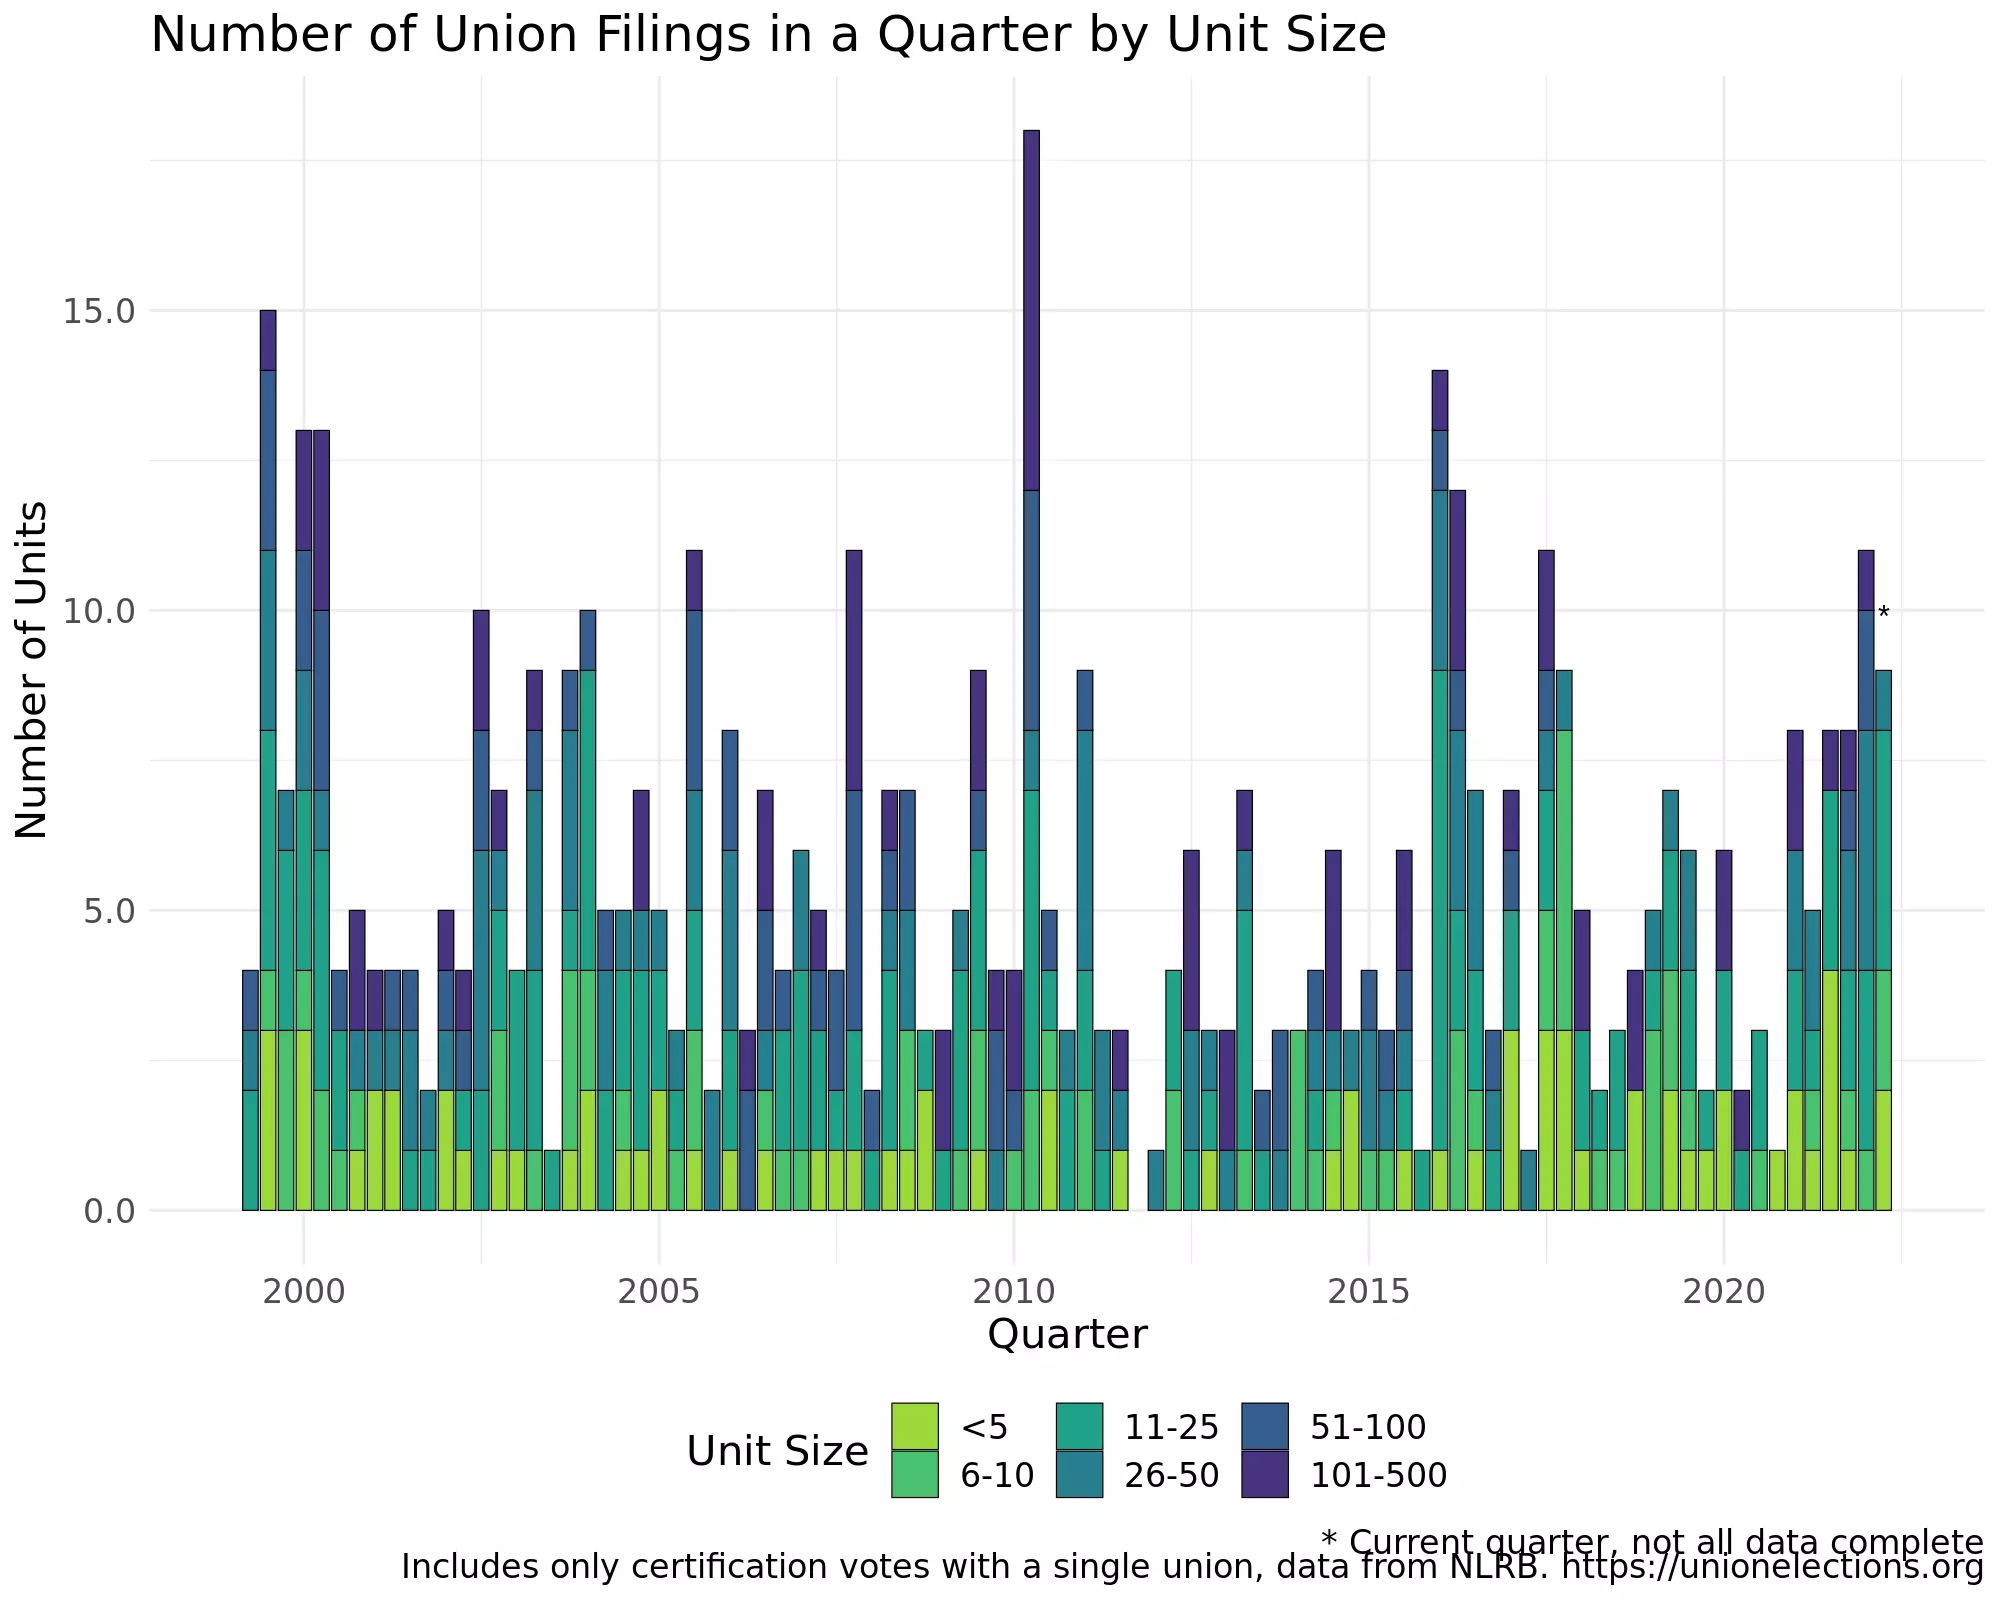 Number of Union Filings in a Quarter by Unit Size
Number of Units
15.0
10.0
5.0
0.0
*
2000 2005 2010 2015 2020
Quarter
Unit Size
<5 11-25 51-100
6-10 26-50 101-500
* Current quarter, not all data complete
Includes only certification votes with a single union, data from NLRB. https://unionelections.org